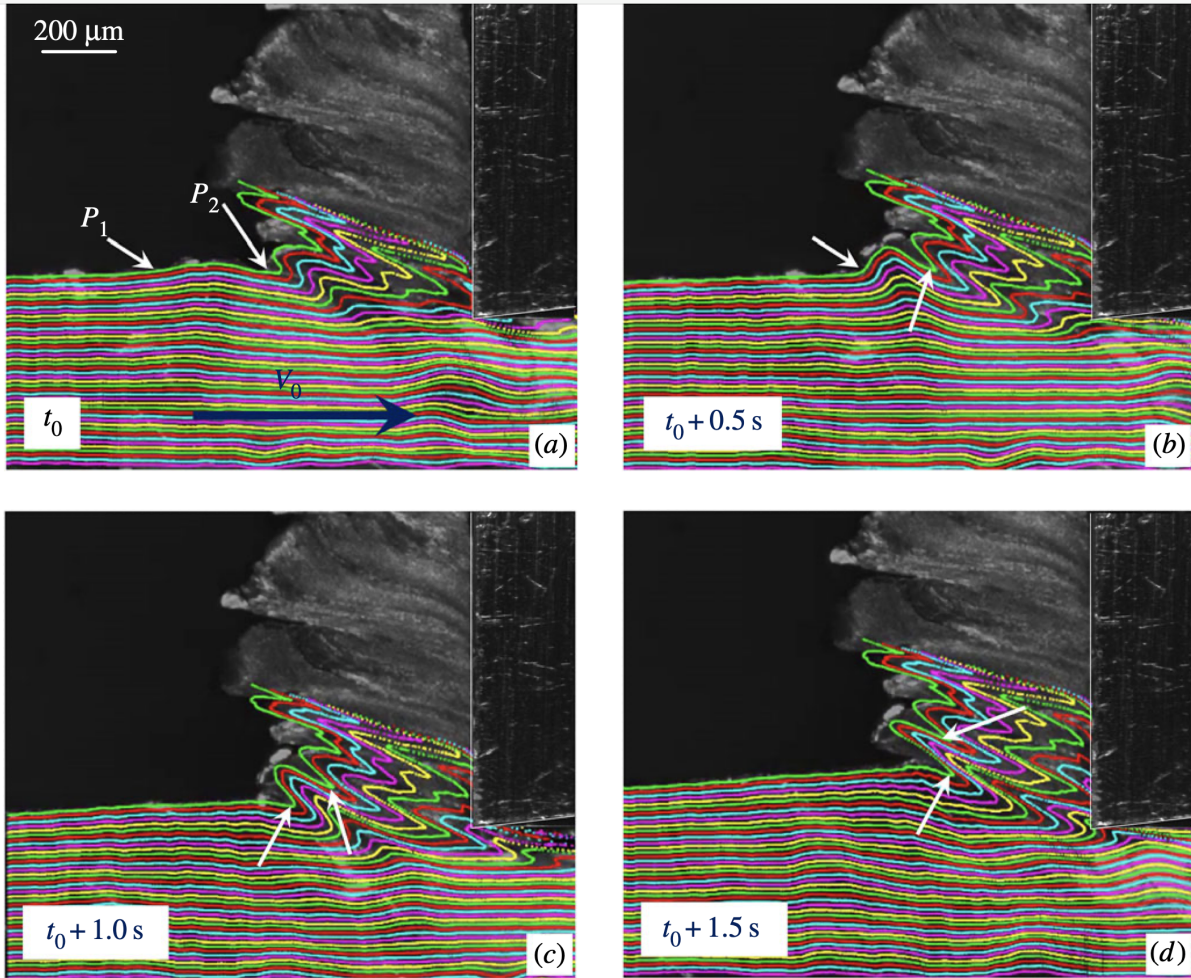 200 μm
P₁
P₂
V₀
t₀
(a)
t₀ + 0.5 s
(b)
t₀ + 1.0 s
(c)
t₀ + 1.5 s
(d)